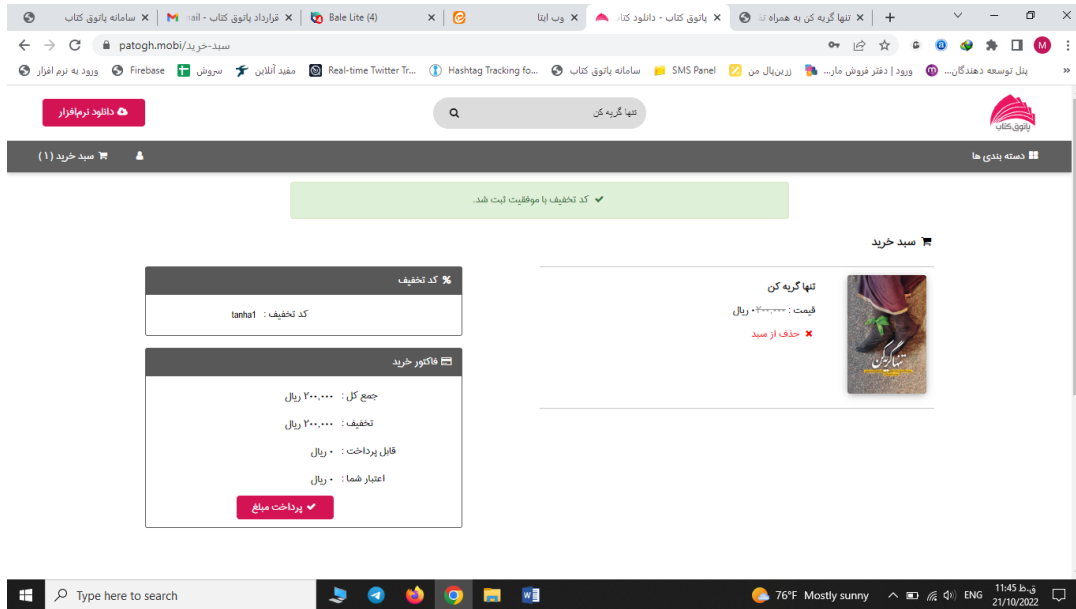 سامانه پاتوق کتاب
قرارداد پاتوق کتاب - mail
Bale Lite (4)
وب ایتا
پاتوق کتاب - دانلود کتا
تنها گریه کن به همراه تق
patogh.mobi/سبد-خرید
M
ورود به نرم افزار
Firebase
سروش
مفید آنلاین
Real-time Twitter Tr...
Hashtag Tracking fo...
سامانه پاتوق کتاب
SMS Panel
زرین‌پال من
ورود | دفتر فروش مار...
پنل توسعه دهندگان...
»
دانلود نرم‌افزار
تنها گریه کن
پاتوق کتاب
دسته بندی ها
سبد خرید (۱)
کد تخفیف با موفقیت ثبت شد.
سبد خرید
تنها گریه کن
قیمت : ۲۰۰,۰۰۰ ۰ ریال
حذف از سبد
تنها گریه کن
% کد تخفیف
کد تخفیف : tanha1
فاکتور خرید
جمع کل : ۲۰۰,۰۰۰ ریال
تخفیف : ۲۰۰,۰۰۰ ریال
قابل پرداخت : ۰ ریال
اعتبار شما : ۰ ریال
پرداخت مبلغ
Type here to search
76°F Mostly sunny
ENG
11:45 ق.ظ
21/10/2022